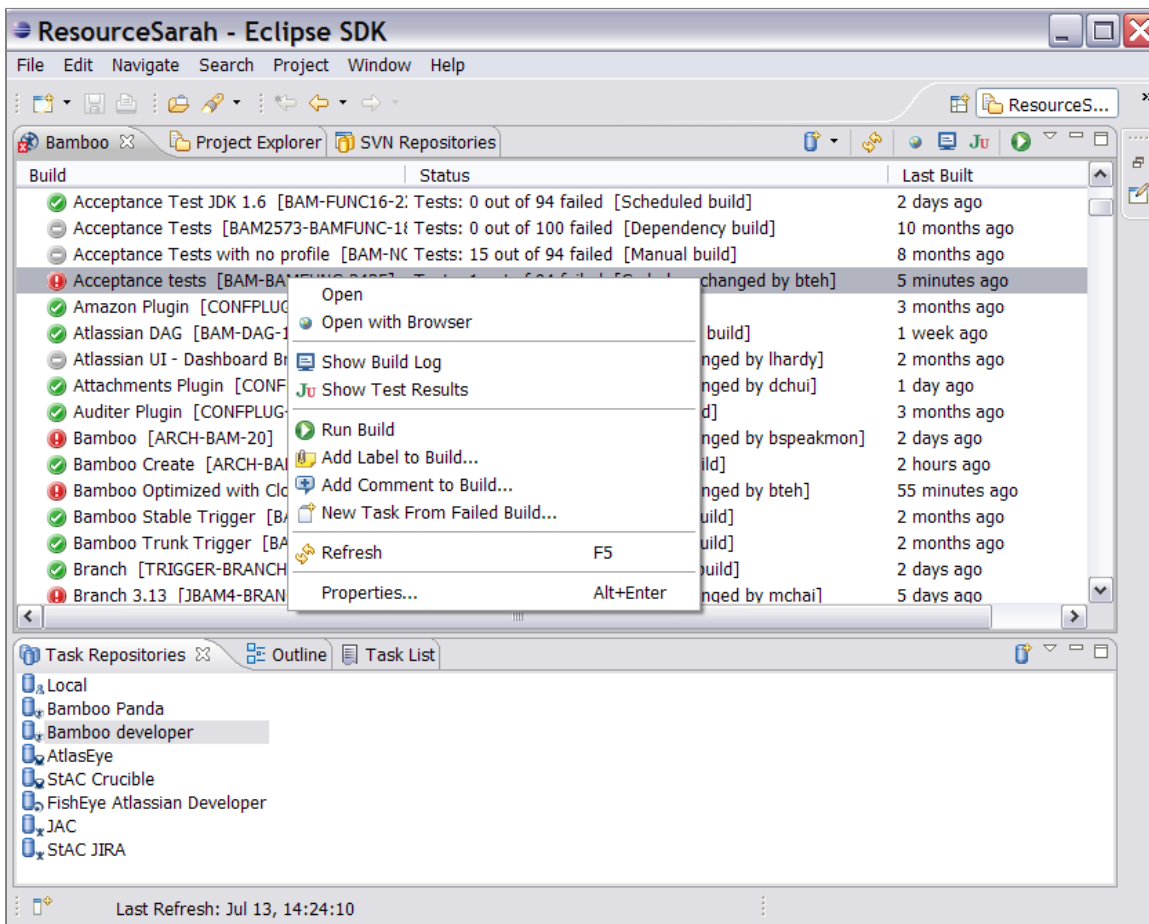 ResourceSarah - Eclipse SDK
File Edit Navigate Search Project Window Help
ResourceS...
Bamboo Project Explorer SVN Repositories
Build Status Last Built
Acceptance Test JDK 1.6 [BAM-FUNC16-2 Tests: 0 out of 94 failed [Scheduled build] 2 days ago
Acceptance Tests [BAM2573-BAMFUNC-18 Tests: 0 out of 100 failed [Dependency build] 10 months ago
Acceptance Tests with no profile [BAM-NC Tests: 15 out of 94 failed [Manual build] 8 months ago
Acceptance tests [BAM-BA changed by bteh] 5 minutes ago
Open
Amazon Plugin [CONFPLUG 3 months ago
Open with Browser
Atlassian DAG [BAM-DAG-1 build] 1 week ago
Atlassian UI - Dashboard Br nged by lhardy] 2 months ago
Show Build Log
Attachments Plugin [CONF nged by dchui] 1 day ago
Show Test Results
Auditer Plugin [CONFPLUG- d] 3 months ago
Run Build
Bamboo [ARCH-BAM-20] nged by bspeakmon] 2 days ago
Add Label to Build...
Bamboo Create [ARCH-BAI ild] 2 hours ago
Add Comment to Build...
Bamboo Optimized with Clo nged by bteh] 55 minutes ago
New Task From Failed Build...
Bamboo Stable Trigger [BA uild] 2 months ago
Bamboo Trunk Trigger [BA uild] 2 months ago
Refresh F5
Branch [TRIGGER-BRANCH build] 2 days ago
Properties... Alt+Enter
Branch 3.13 [JBAM4-BRAN nged by mchai] 5 days ago
Task Repositories Outline Task List
Local
Bamboo Panda
Bamboo developer
AtlasEye
StAC Crucible
FishEye Atlassian Developer
JAC
StAC JIRA
Last Refresh: Jul 13, 14:24:10